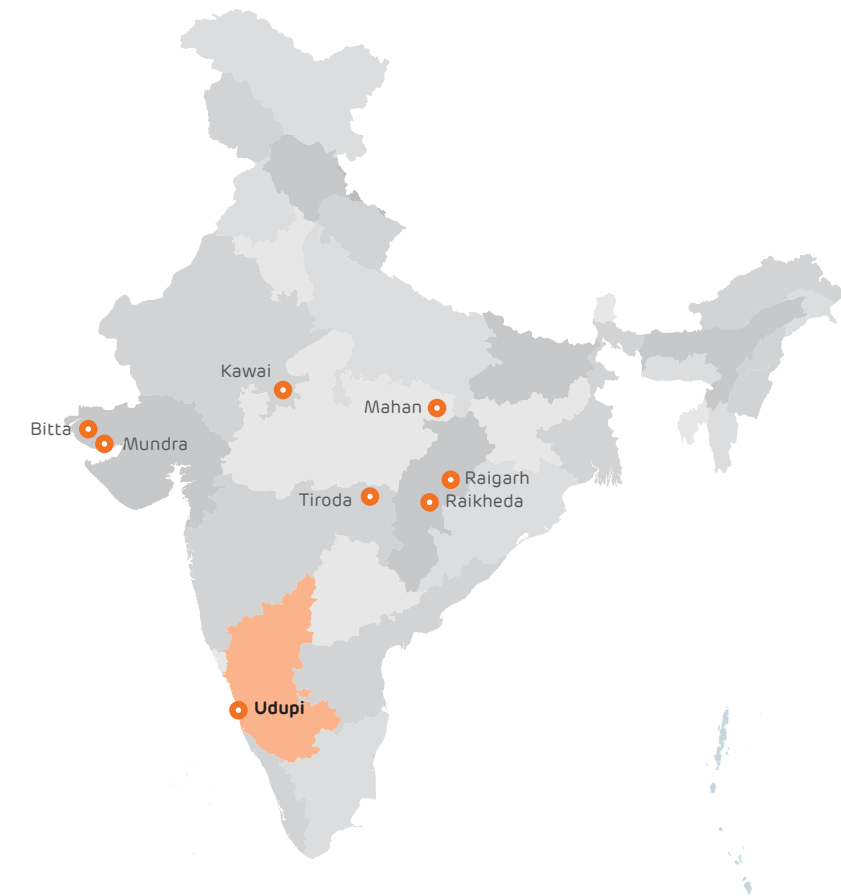 Kawai
Mahan
Bitta
Mundra
Raigarh
Tiroda
Raikheda
Udupi